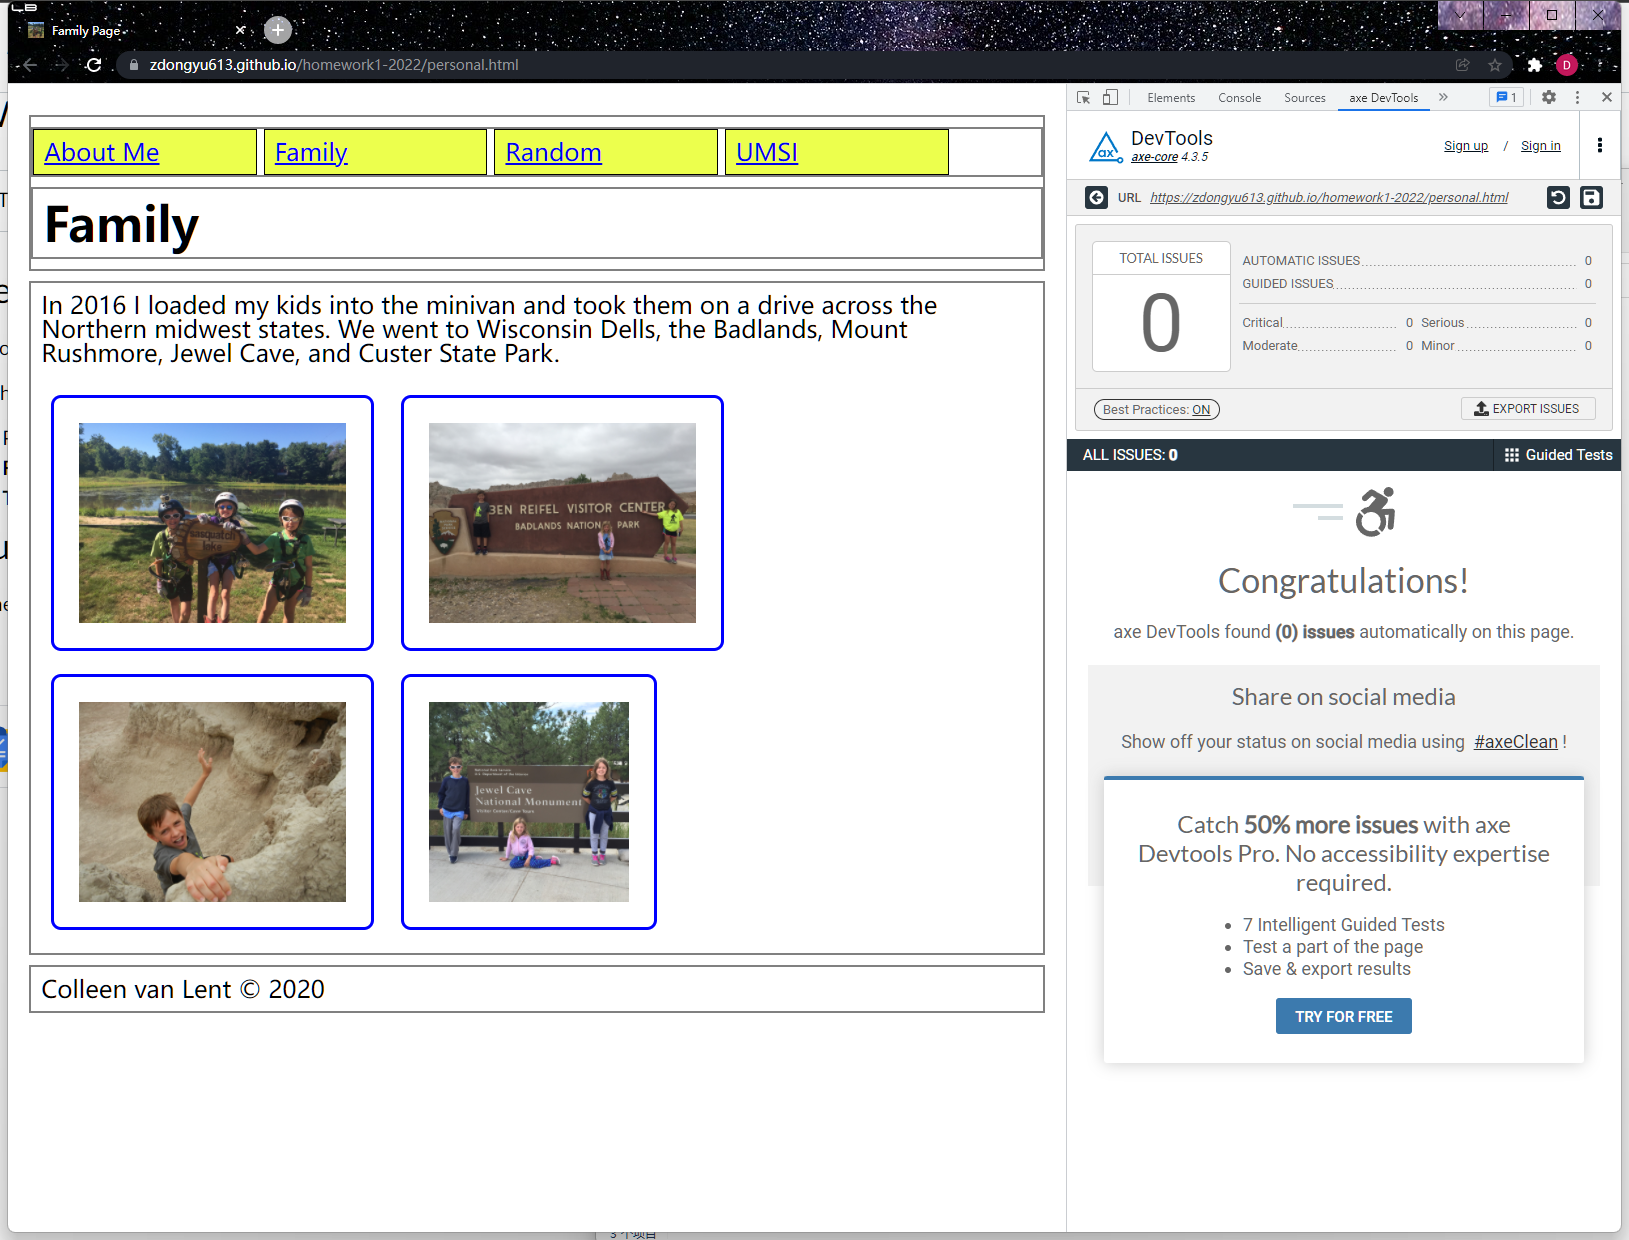 Family Page
zdongyu613.github.io/homework1-2022/personal.html
D
About Me
Family
Random
UMSI
Family
In 2016 I loaded my kids into the minivan and took them on a drive across the
Northern midwest states. We went to Wisconsin Dells, the Badlands, Mount
Rushmore, Jewel Cave, and Custer State Park.
sasquatch
lake
BEN REIFEL VISITOR CENTER
BADLANDS NATIONAL PARK
Jewel Cave
National Monument
Colleen van Lent © 2020
Elements
Console
Sources
axe DevTools
1
ax
DevTools
axe-core 4.3.5
Sign up / Sign in
URL https://zdongyu613.github.io/homework1-2022/personal.html
TOTAL ISSUES
0
AUTOMATIC ISSUES 0
GUIDED ISSUES 0
Critical 0 Serious 0
Moderate 0 Minor 0
Best Practices: ON
EXPORT ISSUES
ALL ISSUES: 0
Guided Tests
Congratulations!
axe DevTools found (0) issues automatically on this page.
Share on social media
Show off your status on social media using #axeClean !
Catch 50% more issues with axe
Devtools Pro. No accessibility expertise
required.
7 Intelligent Guided Tests
Test a part of the page
Save & export results
TRY FOR FREE